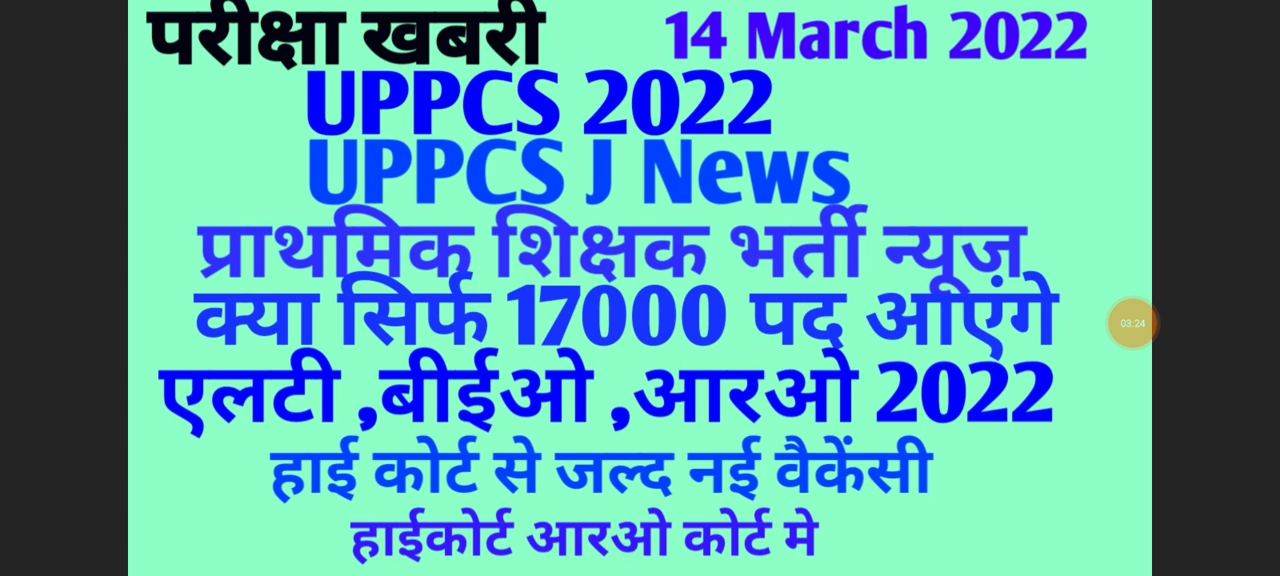 परीक्षा खबरी 14 March 2022
UPPCS 2022
UPPCS J News
प्राथमिक शिक्षक भर्ती न्यूज़
क्या सिर्फ 17000 पद आएंगे
एलटी ,बीईओ ,आरओ 2022
हाई कोर्ट से जल्द नई वैकेंसी
हाईकोर्ट आरओ कोर्ट मे
03:24